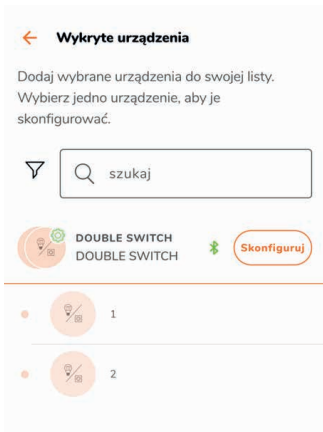 Wykryte urządzenia
Dodaj wybrane urządzenia do swojej listy.
Wybierz jedno urządzenie, aby je
skonfigurować.
szukaj
DOUBLE SWITCH
DOUBLE SWITCH
Skonfiguruj
1
2